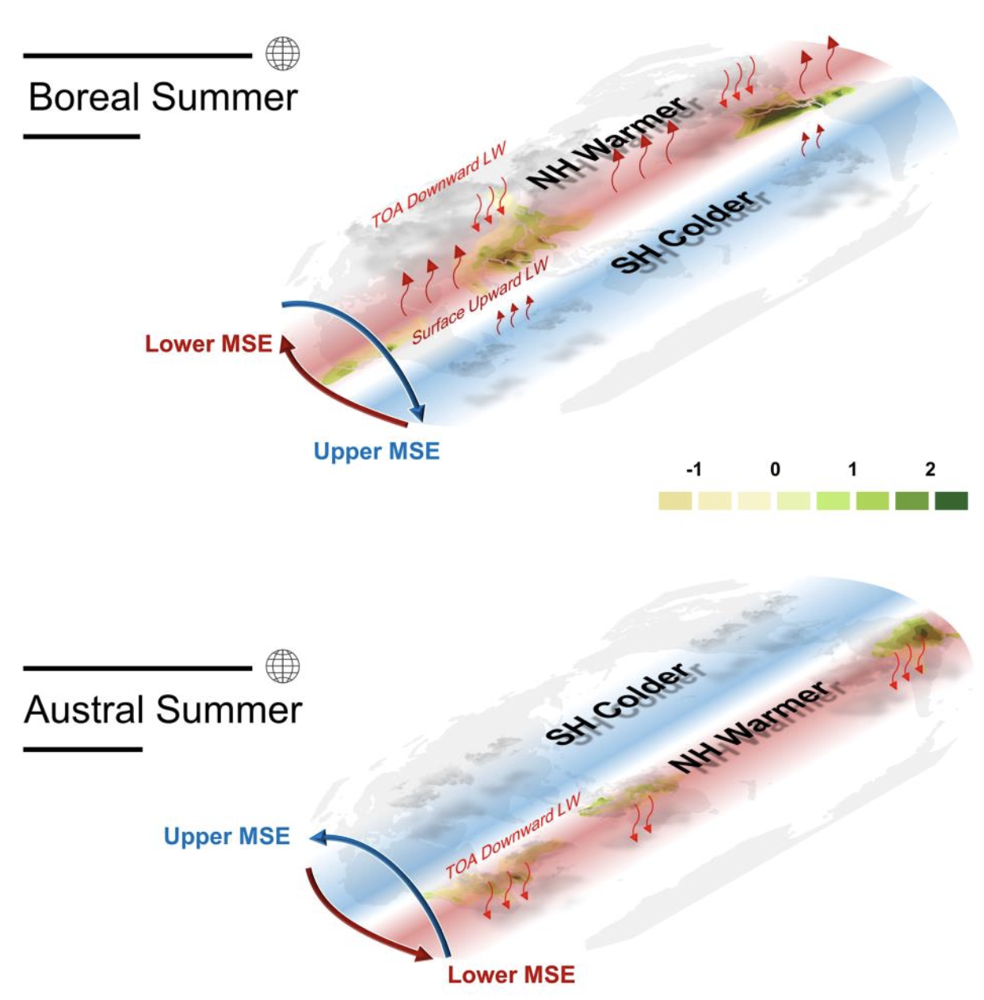 Boreal Summer
NH Warmer
TOA Downward LW
SH Colder
Surface Upward LW
Lower MSE
Upper MSE
-1 0 1 2
Austral Summer
SH Colder
NH Warmer
TOA Downward LW
Upper MSE
Lower MSE